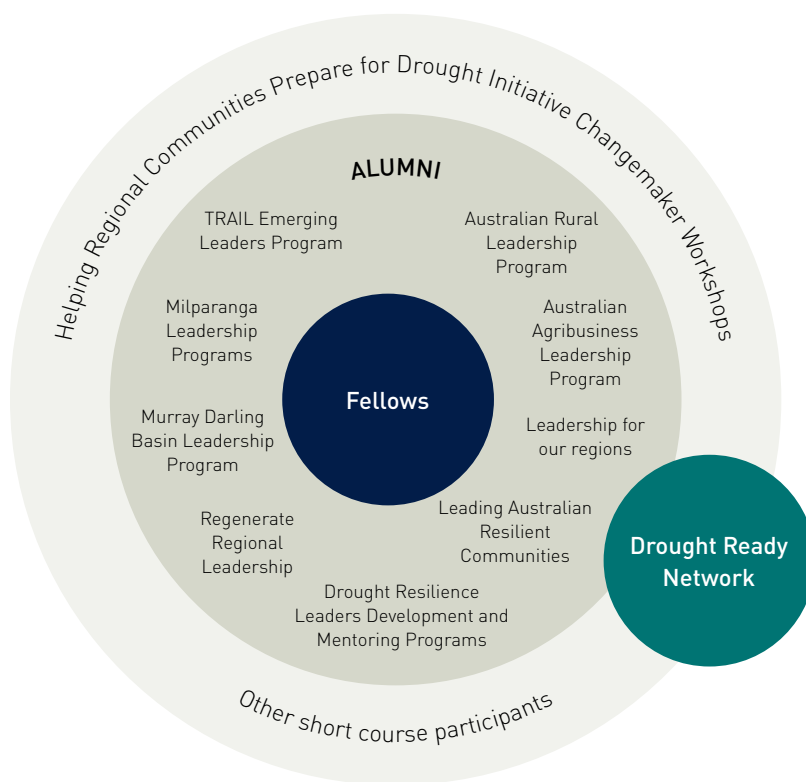 Helping Regional Communities Prepare for Drought Initiative Changemaker Workshops
ALUMNI
TRAIL Emerging
Leaders Program
Australian Rural
Leadership
Program
Milparanga
Leadership
Programs
Australian
Agribusiness
Leadership
Program
Fellows
Murray Darling
Basin Leadership
Program
Leadership for
our regions
Regenerate
Regional
Leadership
Leading Australian
Resilient
Communities
Drought Ready
Network
Drought Resilience
Leaders Development and
Mentoring Programs
Other short course participants